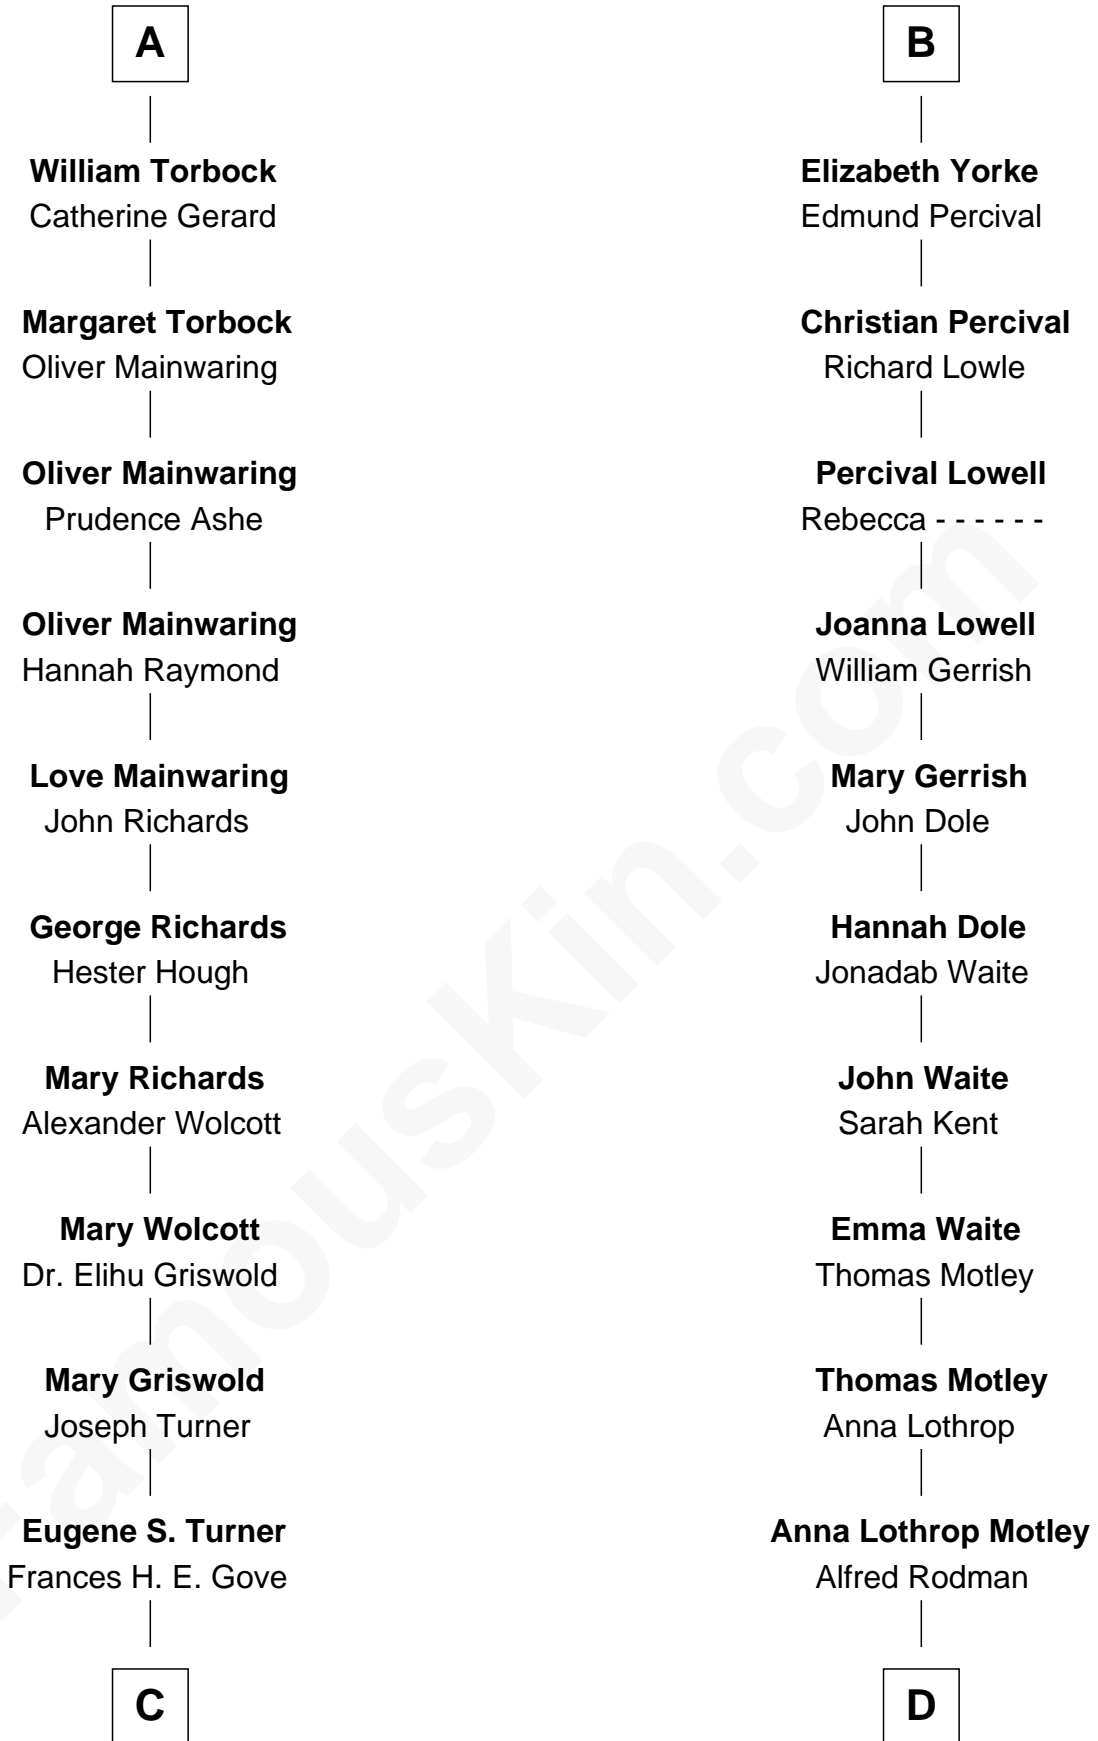 A
William Torbock
Catherine Gerard
Margaret Torbock
Oliver Mainwaring
Oliver Mainwaring
Prudence Ashe
Oliver Mainwaring
Hannah Raymond
Love Mainwaring
John Richards
George Richards
Hester Hough
Mary Richards
Alexander Wolcott
Mary Wolcott
Dr. Elihu Griswold
Mary Griswold
Joseph Turner
Eugene S. Turner
Frances H. E. Gove
C
B
Elizabeth Yorke
Edmund Percival
Christian Percival
Richard Lowle
Percival Lowell
Rebecca - - - - - -
Joanna Lowell
William Gerrish
Mary Gerrish
John Dole
Hannah Dole
Jonadab Waite
John Waite
Sarah Kent
Emma Waite
Thomas Motley
Thomas Motley
Anna Lothrop
Anna Lothrop Motley
Alfred Rodman
D
FamousKin.com